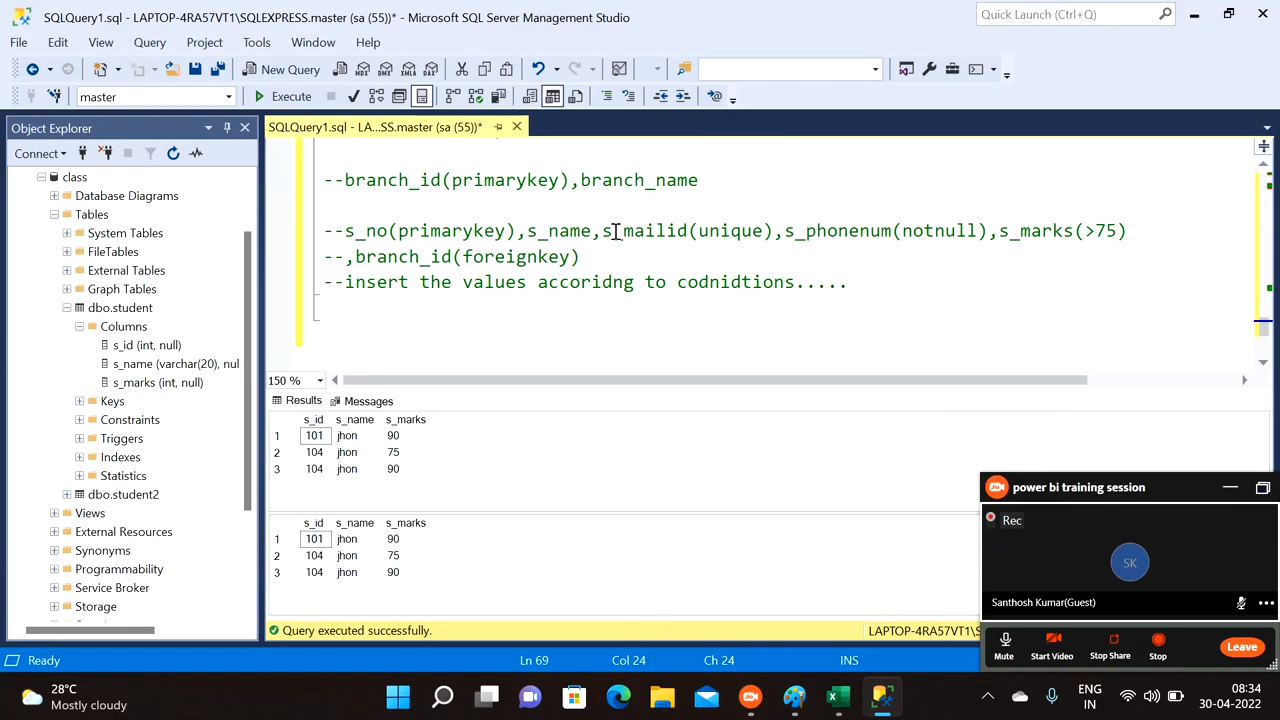 SQLQuery1.sql - LAPTOP-4RA57VT1\SQLEXPRESS.master (sa (55))* - Microsoft SQL Server Management Studio
Quick Launch (Ctrl+Q)
File Edit View Query Project Tools Window Help
New Query MDX DMX XMLA DAX
master Execute
Object Explorer
SQLQuery1.sql - LA...SS.master (sa (55))*
Connect
class
Database Diagrams
Tables
System Tables
FileTables
External Tables
Graph Tables
dbo.student
Columns
s_id (int, null)
s_name (varchar(20), nul
s_marks (int, null)
Keys
Constraints
Triggers
Indexes
Statistics
dbo.student2
Views
External Resources
Synonyms
Programmability
Service Broker
Storage
--branch_id(primarykey),branch_name
--s_no(primarykey),s_name,s_mailid(unique),s_phonenum(notnull),s_marks(>75)
--,branch_id(foreignkey)
--insert the values accoridng to codnidtions.....
150 %
Results Messages
s_id s_name s_marks
1 101 jhon 90
2 104 jhon 75
3 104 jhon 90
s_id s_name s_marks
1 101 jhon 90
2 104 jhon 75
3 104 jhon 90
Query executed successfully. LAPTOP-4RA57VT1\S
power bi training session
Rec
SK
Santhosh Kumar(Guest)
Mute Start Video Stop Share Stop Leave
Ready Ln 69 Col 24 Ch 24 INS
28°C
Mostly cloudy
ENG
IN
08:34
30-04-2022